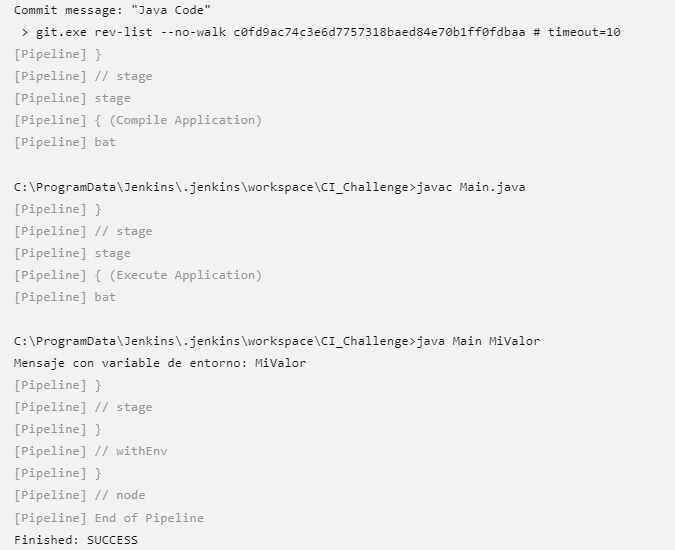 Commit message: "Java Code"
> git.exe rev-list --no-walk c0fd9ac74c3e6d7757318baed84e70b1ff0fdbaa # timeout=10
[Pipeline] }
[Pipeline] // stage
[Pipeline] stage
[Pipeline] { (Compile Application)
[Pipeline] bat
C:\ProgramData\Jenkins\.jenkins\workspace\CI_Challenge>javac Main.java
[Pipeline] }
[Pipeline] // stage
[Pipeline] stage
[Pipeline] { (Execute Application)
[Pipeline] bat
C:\ProgramData\Jenkins\.jenkins\workspace\CI_Challenge>java Main MiValor
Mensaje con variable de entorno: MiValor
[Pipeline] }
[Pipeline] // stage
[Pipeline] }
[Pipeline] // withEnv
[Pipeline] }
[Pipeline] // node
[Pipeline] End of Pipeline
Finished: SUCCESS